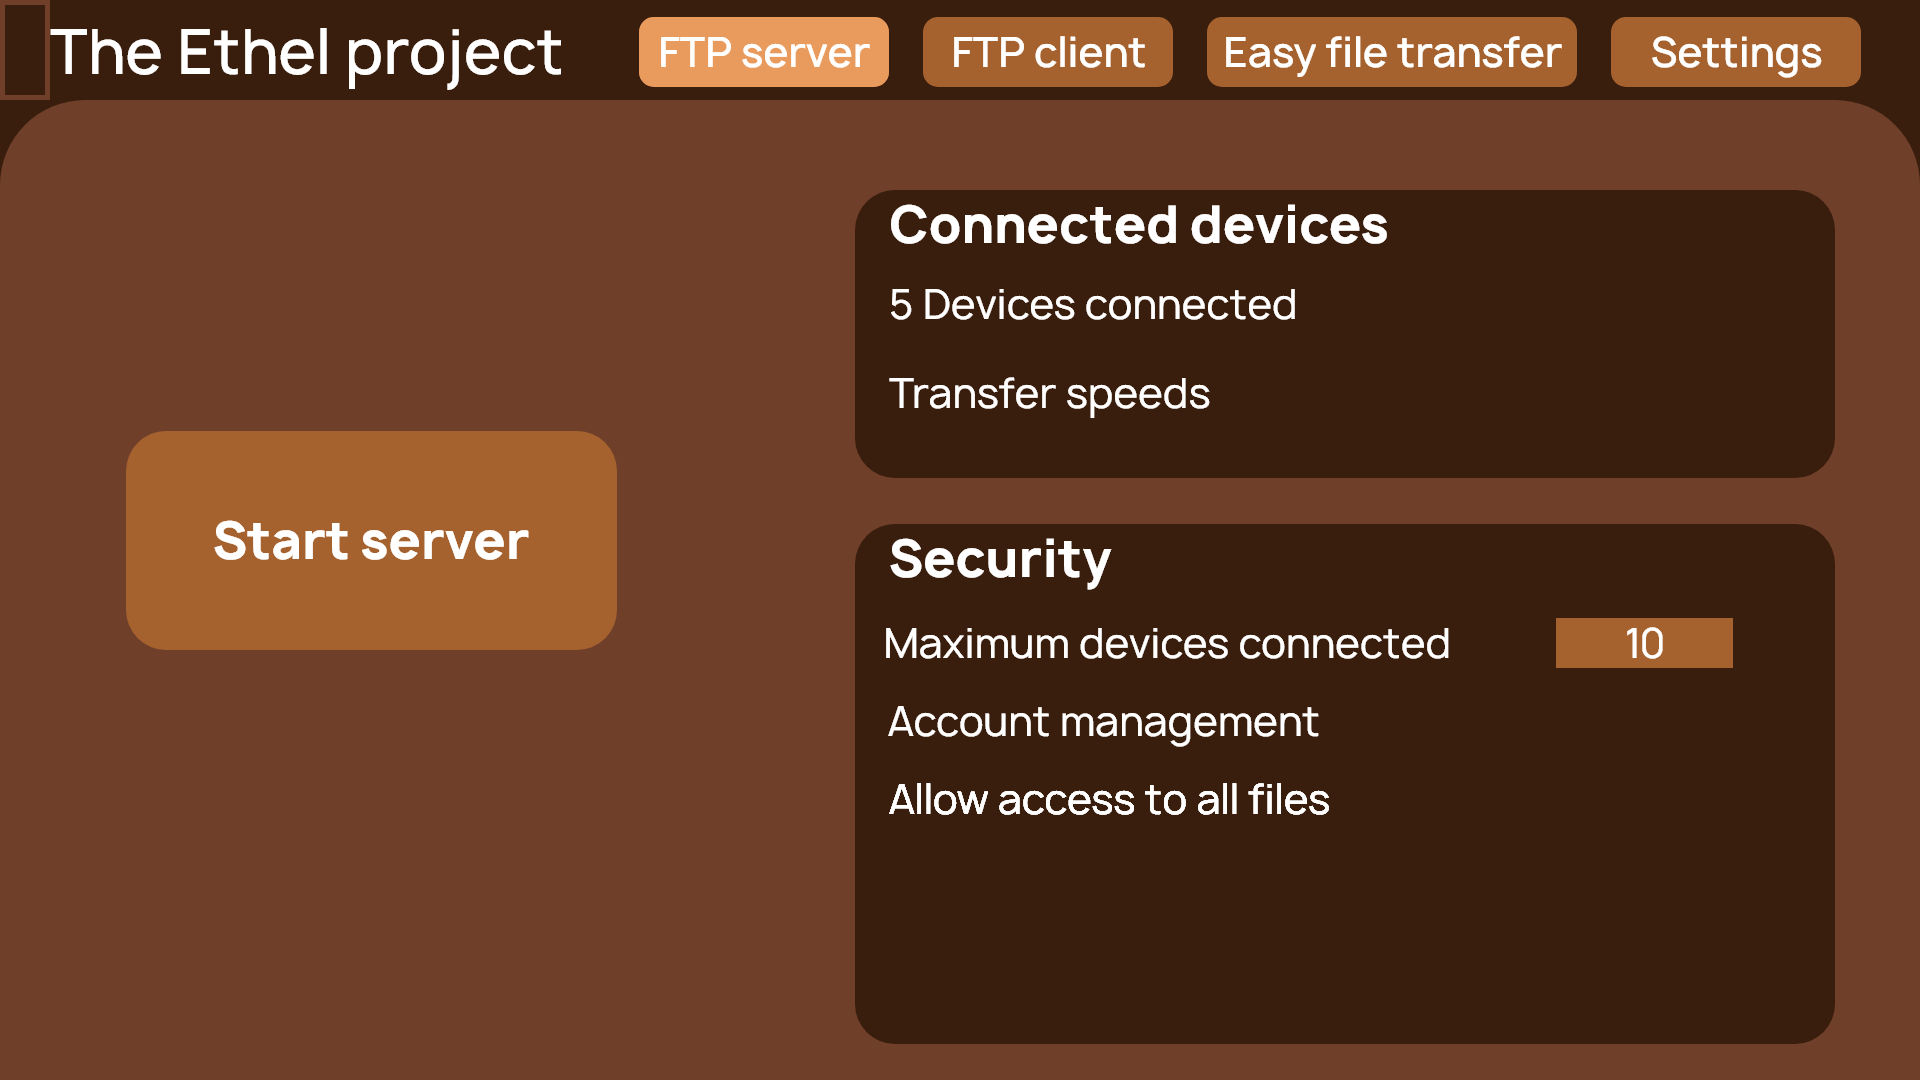 The Ethel project
FTP server
FTP client
Easy file transfer
Settings
Start server
Connected devices
5 Devices connected
Transfer speeds
Security
Maximum devices connected
10
Account management
Allow access to all files